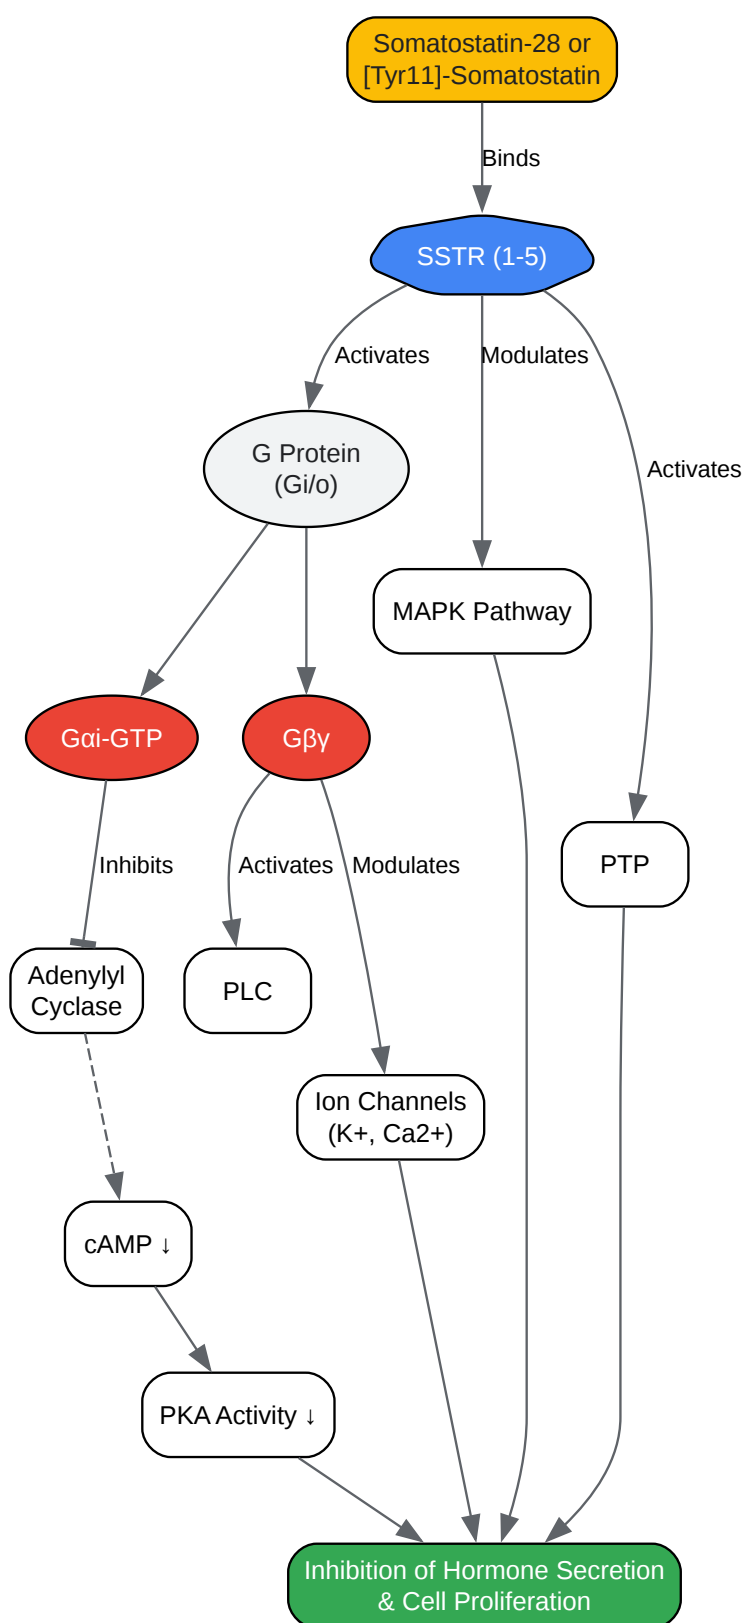 Somatostatin-28 or
[Tyr11]-Somatostatin
Binds
SSTR (1-5)
Activates
Modulates
G Protein
(Gi/o)
Activates
MAPK Pathway
Gαi-GTP
Gβγ
Inhibits
Activates
Modulates
PTP
Adenylyl
Cyclase
PLC
Ion Channels
(K+, Ca2+)
cAMP ↓
PKA Activity ↓
Inhibition of Hormone Secretion
& Cell Proliferation